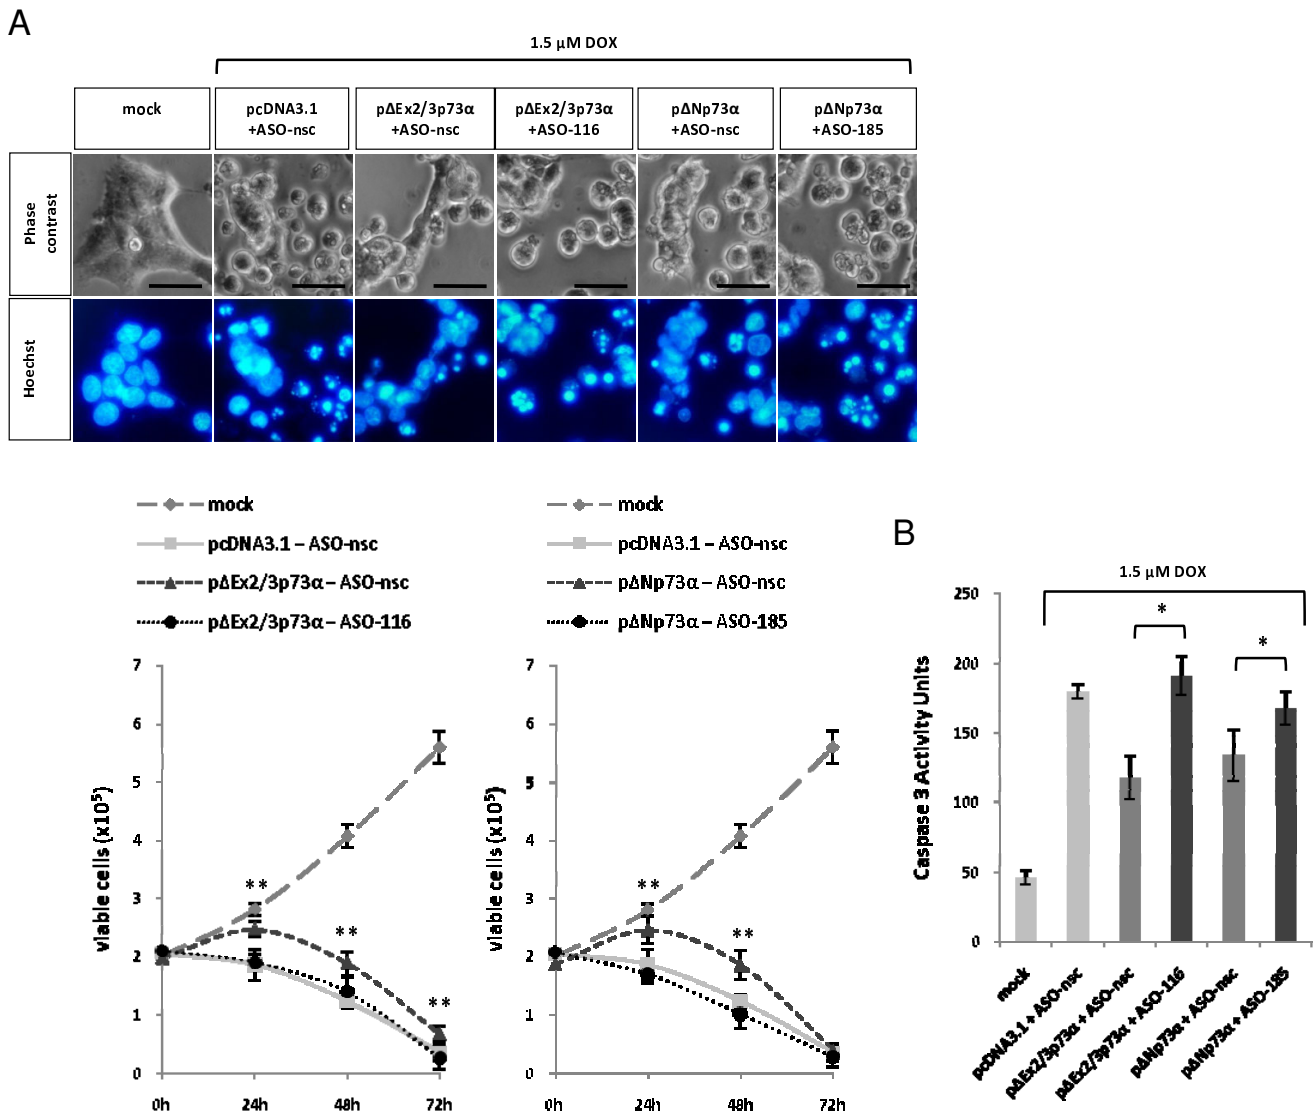 A
1.5 µM DOX
mock
pcDNA3.1
+ASO-nsc
pΔEx2/3p73α
+ASO-nsc
pΔEx2/3p73α
+ASO-116
pΔNp73α
+ASO-nsc
pΔNp73α
+ASO-185
Phase
contrast
Hoechst
mock
pcDNA3.1 – ASO-nsc
pΔEx2/3p73α – ASO-nsc
pΔEx2/3p73α – ASO-116
mock
pcDNA3.1 – ASO-nsc
pΔNp73α – ASO-nsc
pΔNp73α – ASO-185
viable cells (x10⁵)
7
6
5
4
3
2
1
0
**
**
**
0h 24h 48h 72h
viable cells (x10⁵)
7
6
5
4
3
2
1
0
**
**
0h 24h 48h 72h
B
1.5 µM DOX
Caspase 3 Activity Units
250
200
150
100
50
0
*
*
mock
pcDNA3.1 + ASO-nsc
pΔEx2/3p73α + ASO-nsc
pΔEx2/3p73α + ASO-116
pΔNp73α + ASO-nsc
pΔNp73α + ASO-185